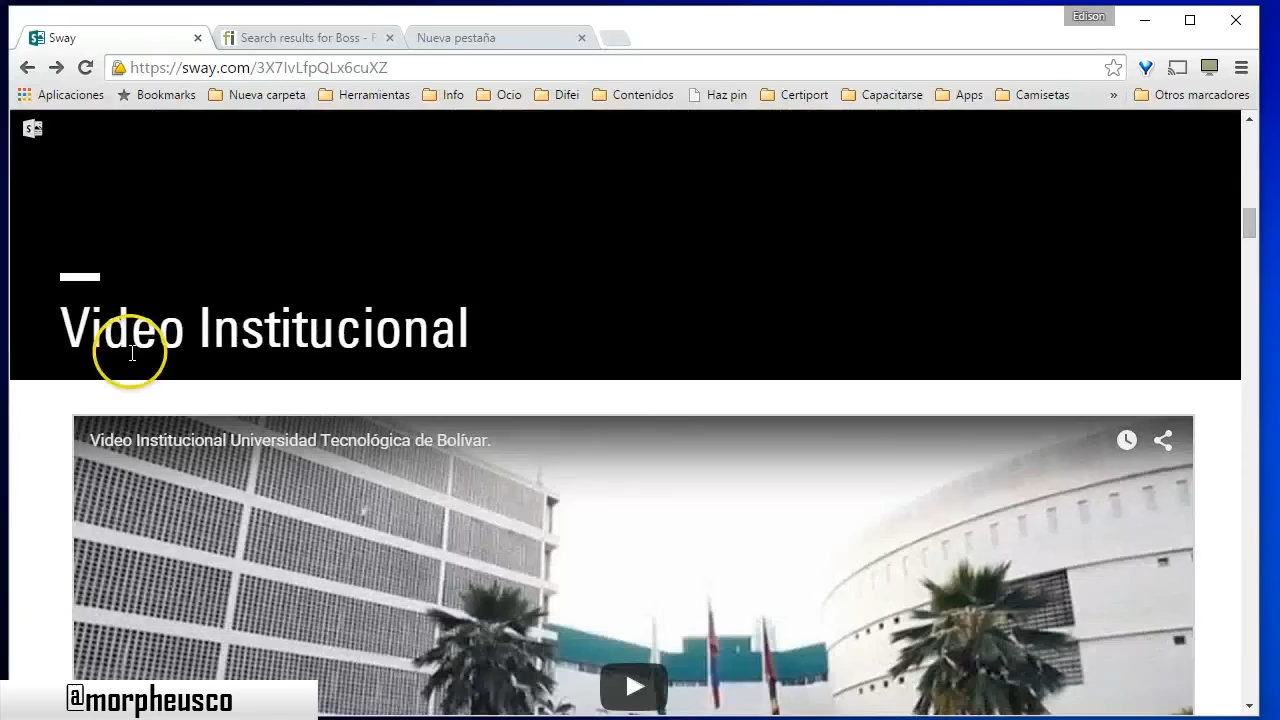 Edison
Sway
Search results for Boss - F
Nueva pestaña
https://sway.com/3X7IvLfpQLx6cuXZ
Aplicaciones
Bookmarks
Nueva carpeta
Herramientas
Info
Ocio
Difei
Contenidos
Haz pin
Certiport
Capacitarse
Apps
Camisetas
»
Otros marcadores
Video Institucional
Video Institucional Universidad Tecnológica de Bolívar.
@morpheusco